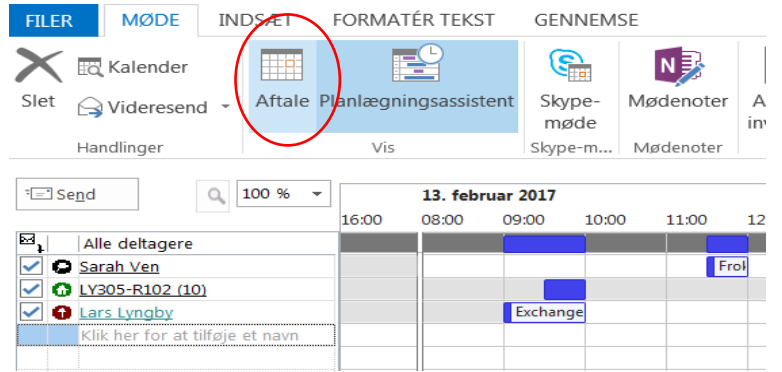 FILER MØDE INDSÆT FORMATÉR TEKST GENNEMSE
Slet
Kalender
Videresend
Handlinger
Aftale Planlægningsassistent
Vis
Skype-
møde
Skype-m...
Mødenoter
Mødenoter
Send
100 %
13. februar 2017
16:00 08:00 09:00 10:00 11:00 12
Alle deltagere
Sarah Ven
Frok
LY305-R102 (10)
Lars Lyngby
Exchange
Klik her for at tilføje et navn